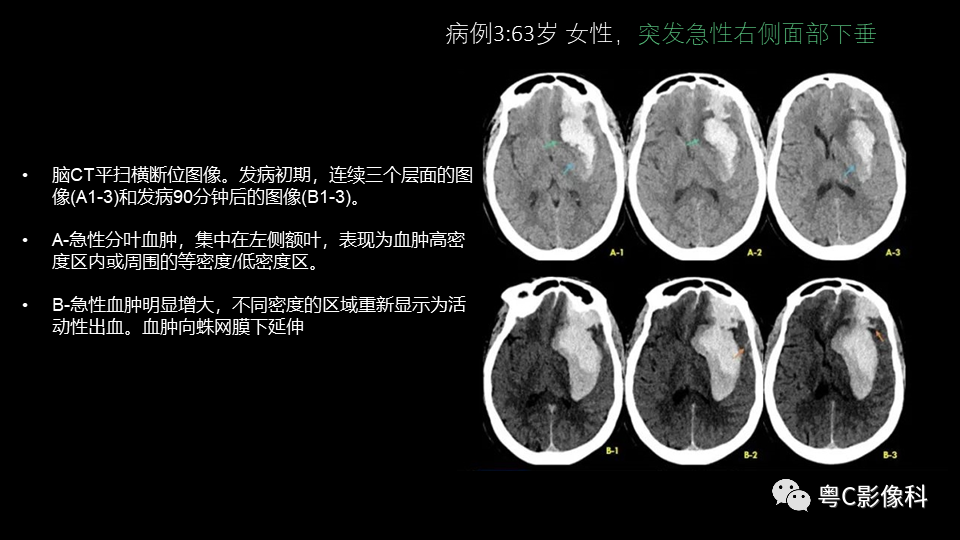 病例3:63岁 女性，突发急性右侧面部下垂
• 脑CT平扫横断位图像。发病初期，连续三个层面的图
像(A1-3)和发病90分钟后的图像(B1-3)。
• A-急性分叶血肿，集中在左侧额叶，表现为血肿高密
度区内或周围的等密度/低密度区。
• B-急性血肿明显增大，不同密度的区域重新显示为活
动性出血。血肿向蛛网膜下延伸
A-1
A-2
A-3
B-1
B-2
B-3
粤C影像科